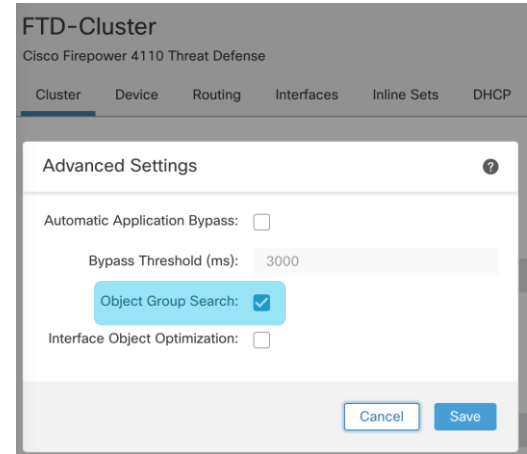 FTD-Cluster
Cisco Firepower 4110 Threat Defense
Cluster Device Routing Interfaces Inline Sets DHCP
Advanced Settings ?
Automatic Application Bypass:
Bypass Threshold (ms): 3000
Object Group Search:
Interface Object Optimization:
Cancel Save